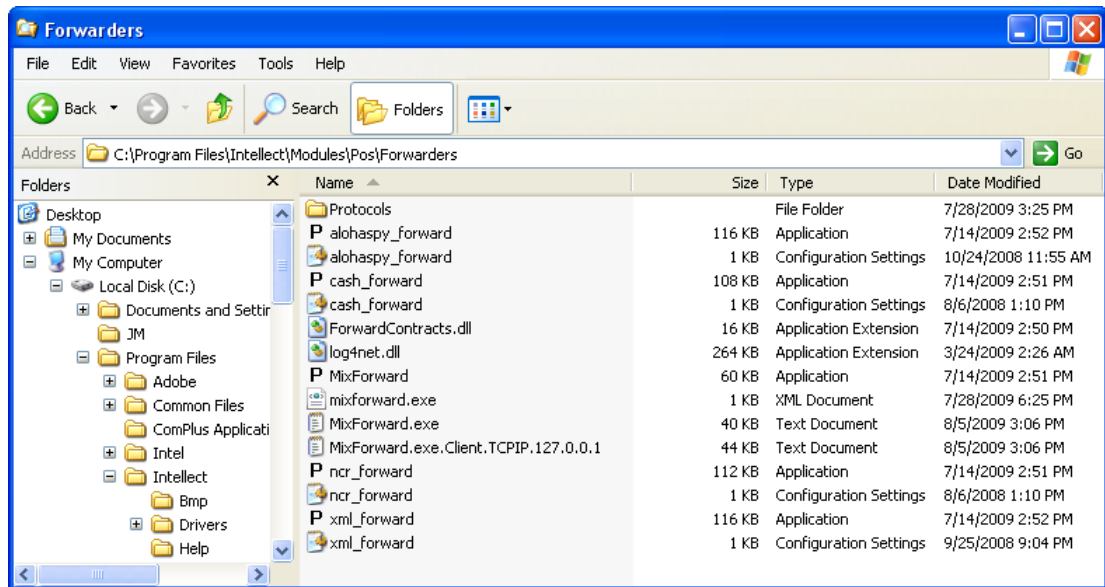 Forwarders
File Edit View Favorites Tools Help
Back Search Folders
Address C:\Program Files\Intellect\Modules\Pos\Forwarders Go
Folders x
Desktop
My Documents
My Computer
Local Disk (C:)
Documents and Settir
JM
Program Files
Adobe
Common Files
ComPlus Applicati
Intel
Intellect
Bmp
Drivers
Help
Name Size Type Date Modified
Protocols File Folder 7/28/2009 3:25 PM
P alohaspy_forward 116 KB Application 7/14/2009 2:52 PM
alohaspy_forward 1 KB Configuration Settings 10/24/2008 11:55 AM
P cash_forward 108 KB Application 7/14/2009 2:51 PM
cash_forward 1 KB Configuration Settings 8/6/2008 1:10 PM
ForwardContracts.dll 16 KB Application Extension 7/14/2009 2:50 PM
log4net.dll 264 KB Application Extension 3/24/2009 2:26 AM
P MixForward 60 KB Application 7/14/2009 2:51 PM
mixforward.exe 1 KB XML Document 7/28/2009 6:25 PM
MixForward.exe 40 KB Text Document 8/5/2009 3:06 PM
MixForward.exe.Client.TCPIP.127.0.0.1 44 KB Text Document 8/5/2009 3:06 PM
P ncr_forward 112 KB Application 7/14/2009 2:51 PM
ncr_forward 1 KB Configuration Settings 8/6/2008 1:10 PM
P xml_forward 116 KB Application 7/14/2009 2:52 PM
xml_forward 1 KB Configuration Settings 9/25/2008 9:04 PM